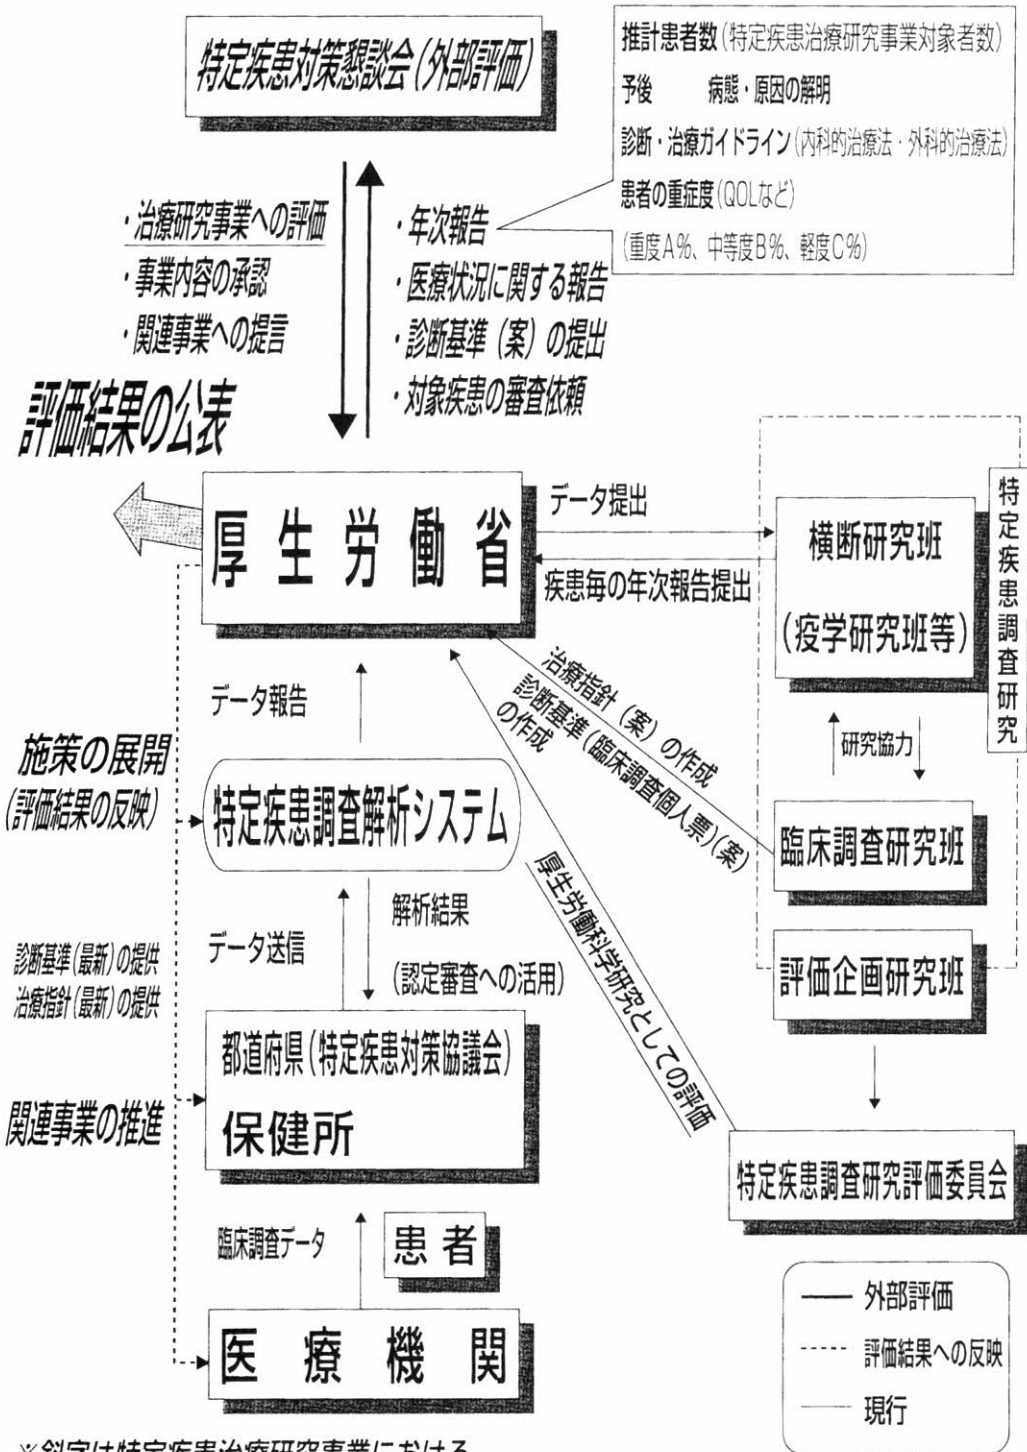 特定疾患対策懇談会(外部評価)
推計患者数(特定疾患治療研究事業対象者数)
予後　　病態・原因の解明
診断・治療ガイドライン(内科的治療法・外科的治療法)
患者の重症度(QOLなど)
(重度A%、中等度B%、軽度C%)
・治療研究事業への評価
・事業内容の承認
・関連事業への提言
・年次報告
・医療状況に関する報告
・診断基準（案）の提出
・対象疾患の審査依頼
評価結果の公表
厚生労働省
データ提出
疾患毎の年次報告提出
横断研究班
(疫学研究班等)
特定疾患調査研究
研究協力
臨床調査研究班
評価企画研究班
治療指針（案）の作成
診断基準(臨床調査個人票)(案)
の作成
データ報告
施策の展開
(評価結果の反映)
特定疾患調査解析システム
データ送信
解析結果
(認定審査への活用)
厚生労働科学研究としての評価
診断基準(最新)の提供
治療指針(最新)の提供
都道府県(特定疾患対策協議会)
保健所
関連事業の推進
特定疾患調査研究評価委員会
臨床調査データ
患者
医療機関
外部評価
評価結果への反映
現行
※斜字は特定疾患治療研究事業における